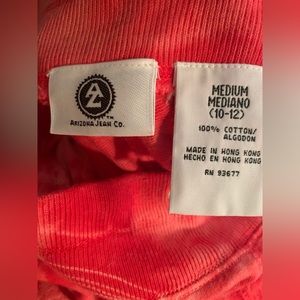 AZ
™
ARIZONA JEAN CO.
MEDIUM
MEDIANO
(10-12)
100% COTTON/
ALGODON
MADE IN HONG KONG
HECHO EN HONG KONG
RN 93677